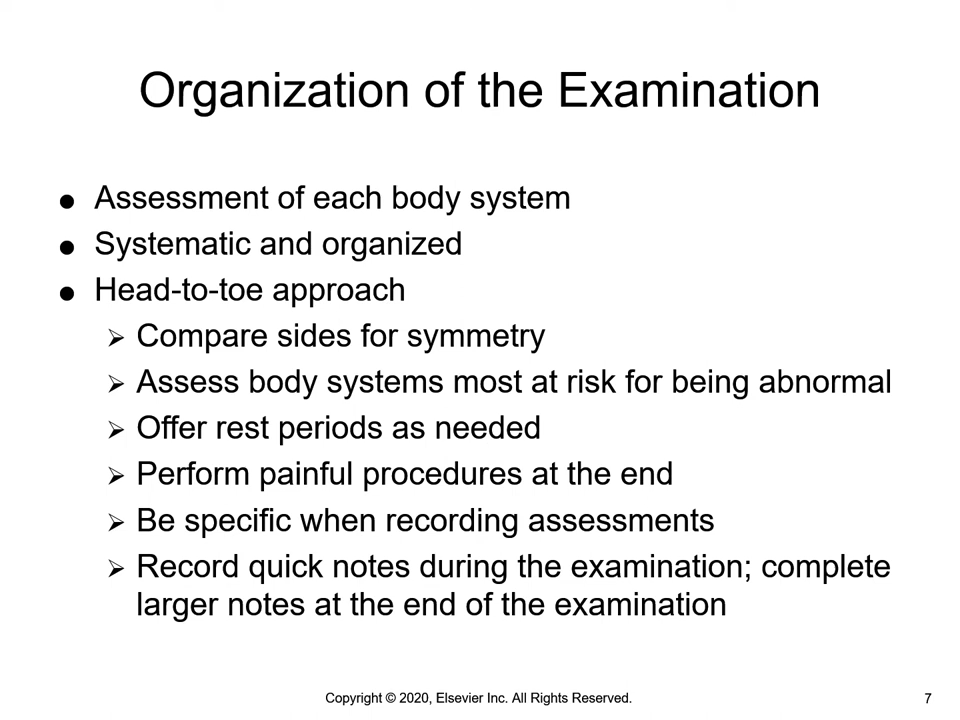 Organization of the Examination
● Assessment of each body system
● Systematic and organized
● Head-to-toe approach
➢ Compare sides for symmetry
➢ Assess body systems most at risk for being abnormal
➢ Offer rest periods as needed
➢ Perform painful procedures at the end
➢ Be specific when recording assessments
➢ Record quick notes during the examination; complete
larger notes at the end of the examination
Copyright © 2020, Elsevier Inc. All Rights Reserved.
7